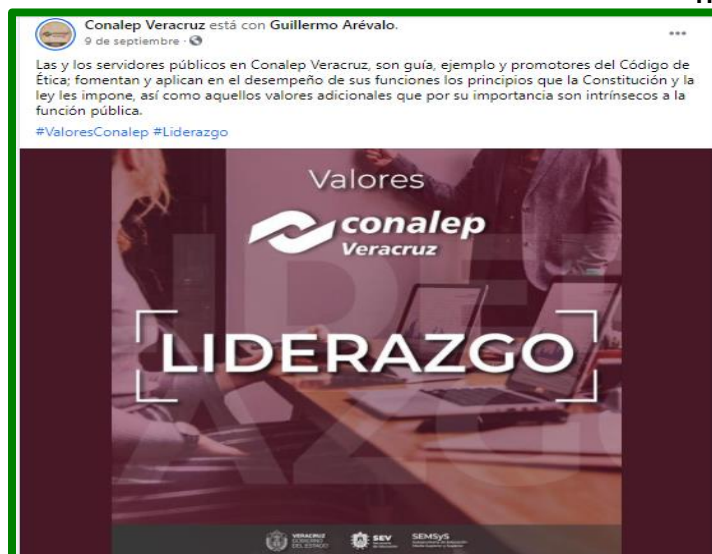 Conalep Veracruz está con Guillermo Arévalo.
9 de septiembre ·
Las y los servidores públicos en Conalep Veracruz, son guía, ejemplo y promotores del Código de
Ética; fomentan y aplican en el desempeño de sus funciones los principios que la Constitución y la
ley les impone, así como aquellos valores adicionales que por su importancia son intrínsecos a la
función pública.
#ValoresConalep #Liderazgo
Valores
conalep
Veracruz
LIDERAZGO
VERACRUZ
GOBIERNO
DEL ESTADO
SEV
SEMSyS